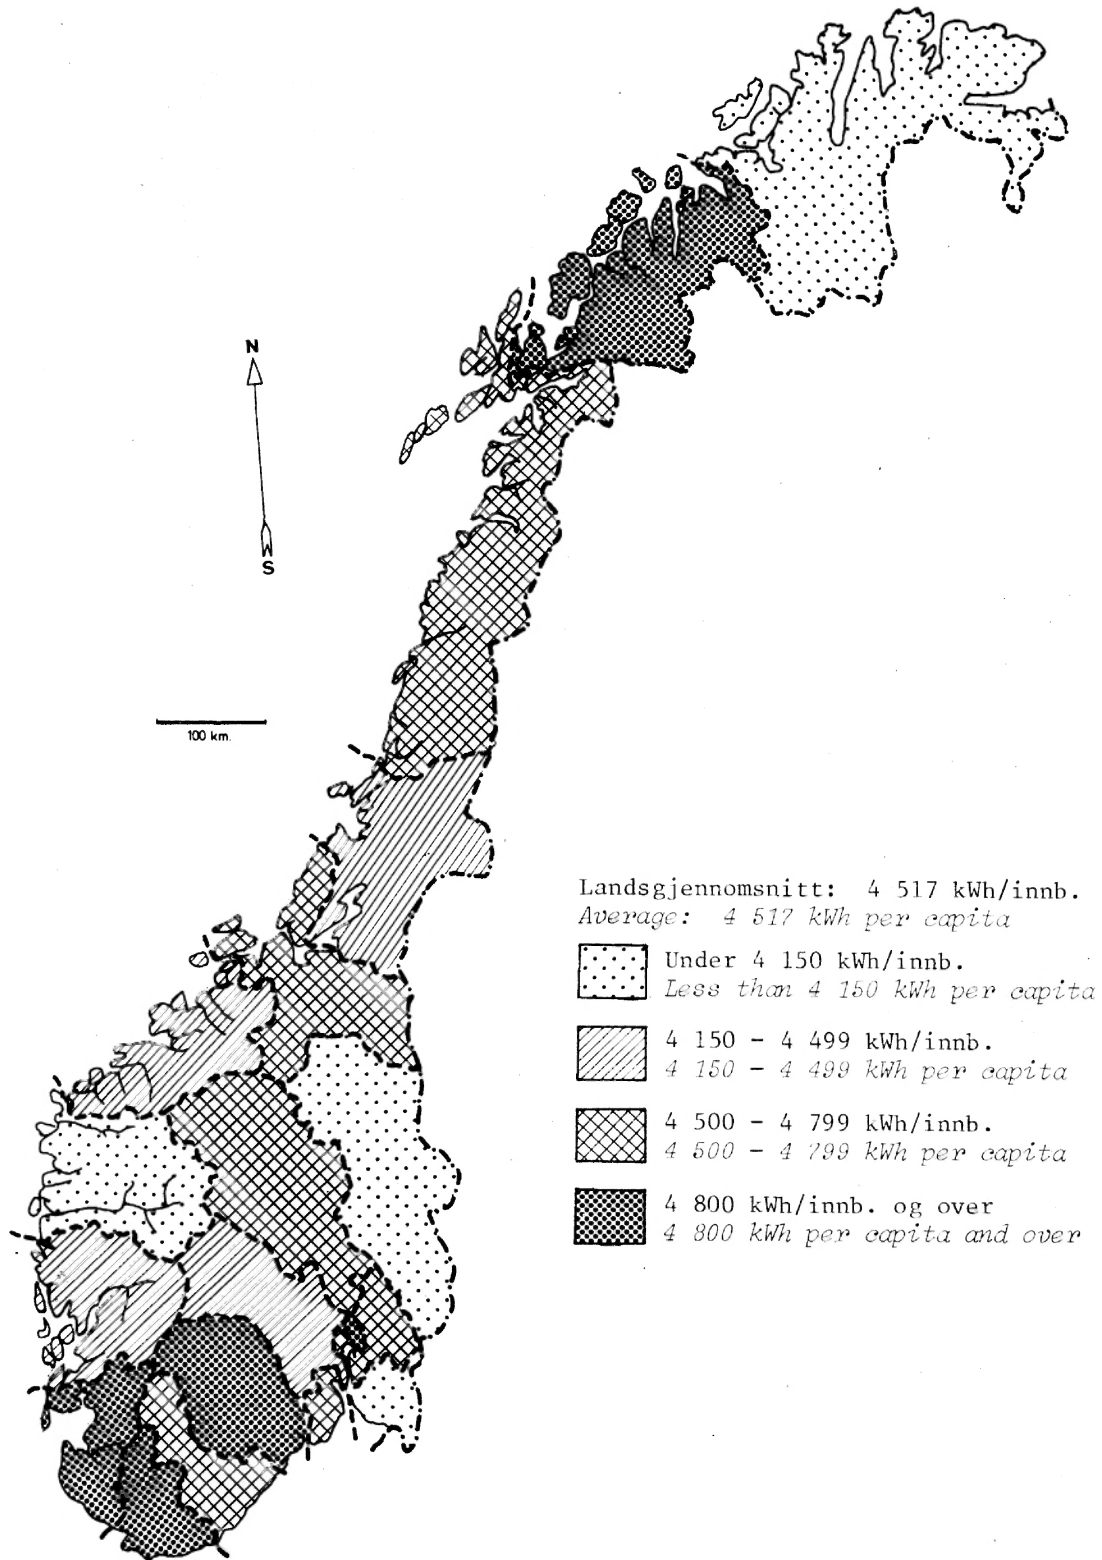 N
S
100 km.
Landsgjennomsnitt: 4 517 kWh/innb.
Average: 4 517 kWh per capita
Under 4 150 kWh/innb.
Less than 4 150 kWh per capita
4 150 - 4 499 kWh/innb.
4 150 - 4 499 kWh per capita
4 500 - 4 799 kWh/innb.
4 500 - 4 799 kWh per capita
4 800 kWh/innb. og over
4 800 kWh per capita and over